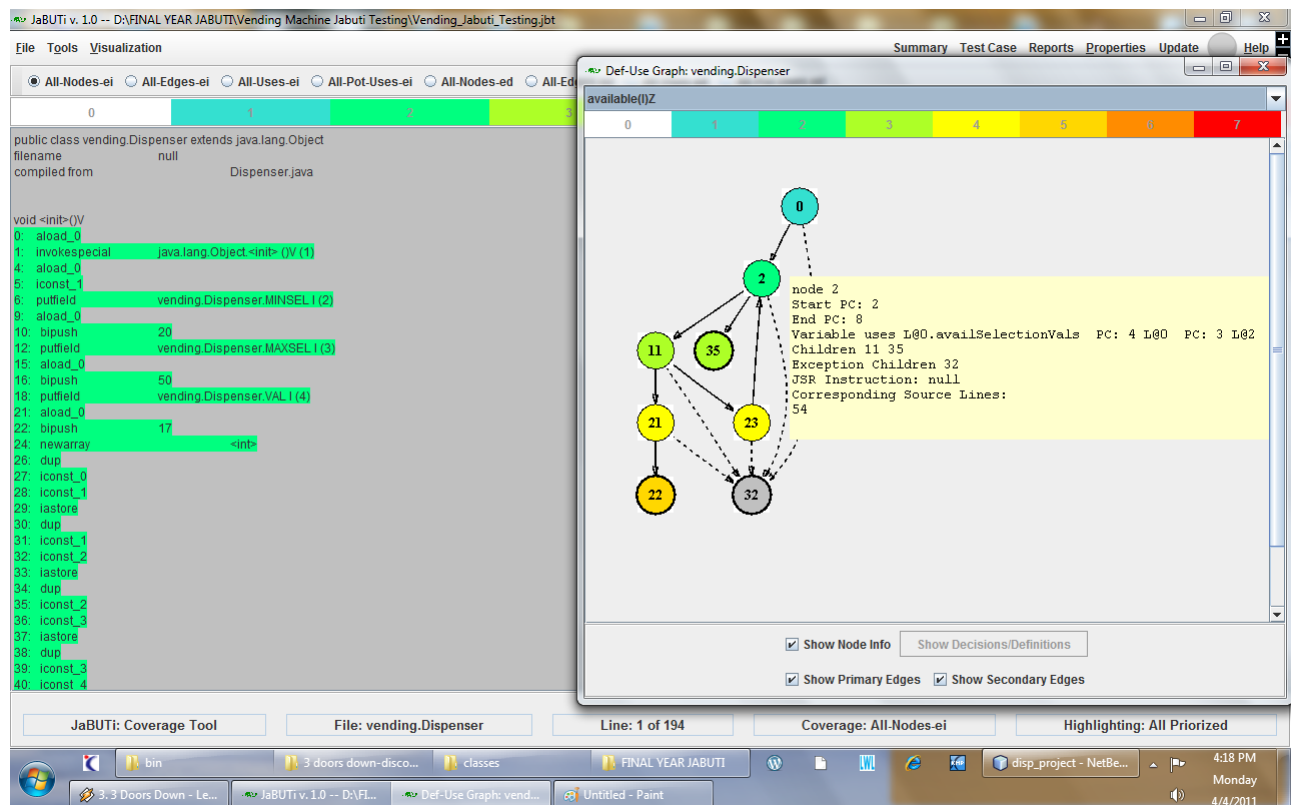 JaBUTi v. 1.0 -- D:\FINAL YEAR JABUTI\Vending Machine Jabuti Testing\Vending_Jabuti_Testing.jbt
File Tools Visualization Summary Test Case Reports Properties Update Help
All-Nodes-ei All-Edges-ei All-Uses-ei All-Pot-Uses-ei All-Nodes-ed All-Ed
0 1 2 3
public class vending.Dispenser extends java.lang.Object
filename null
compiled from Dispenser.java
void <init>()V
0: aload_0
1: invokespecial java.lang.Object.<init> ()V (1)
4: aload_0
5: iconst_1
6: putfield vending.Dispenser.MINSEL I (2)
9: aload_0
10: bipush 20
12: putfield vending.Dispenser.MAXSEL I (3)
15: aload_0
16: bipush 50
18: putfield vending.Dispenser.VAL I (4)
21: aload_0
22: bipush 17
24: newarray <int>
26: dup
27: iconst_0
28: iconst_1
29: iastore
30: dup
31: iconst_1
32: iconst_2
33: iastore
34: dup
35: iconst_2
36: iconst_3
37: iastore
38: dup
39: iconst_3
40: iconst_4
Def-Use Graph: vending.Dispenser
available(I)Z
0 1 2 3 4 5 6 7
0
2
11 35
21 23
22 32
node 2
Start PC: 2
End PC: 8
Variable uses L@0.availSelectionVals PC: 4 L@0 PC: 3 L@2
Children 11 35
Exception Children 32
JSR Instruction: null
Corresponding Source Lines:
54
Show Node Info Show Decisions/Definitions
Show Primary Edges Show Secondary Edges
JaBUTi: Coverage Tool File: vending.Dispenser Line: 1 of 194 Coverage: All-Nodes-ei Highlighting: All Priorized
bin 3 doors down-disco... classes FINAL YEAR JABUTI disp_project - NetBe... 4:18 PM
Monday
3. 3 Doors Down - Le... JaBUTi v. 1.0 -- D:\FI... Def-Use Graph: vend... Untitled - Paint 4/4/2011